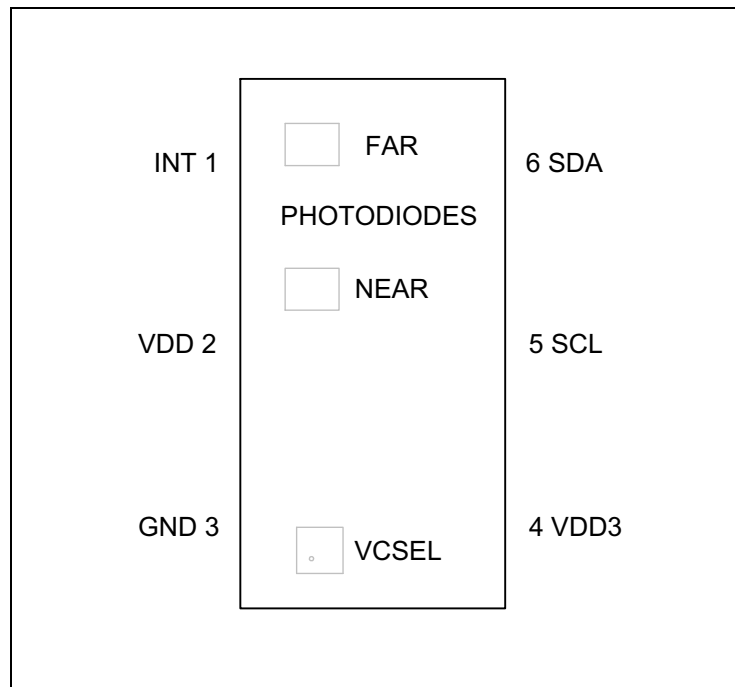 FAR
INT 1
6 SDA
PHOTODIODES
NEAR
VDD 2
5 SCL
GND 3
4 VDD3
VCSEL